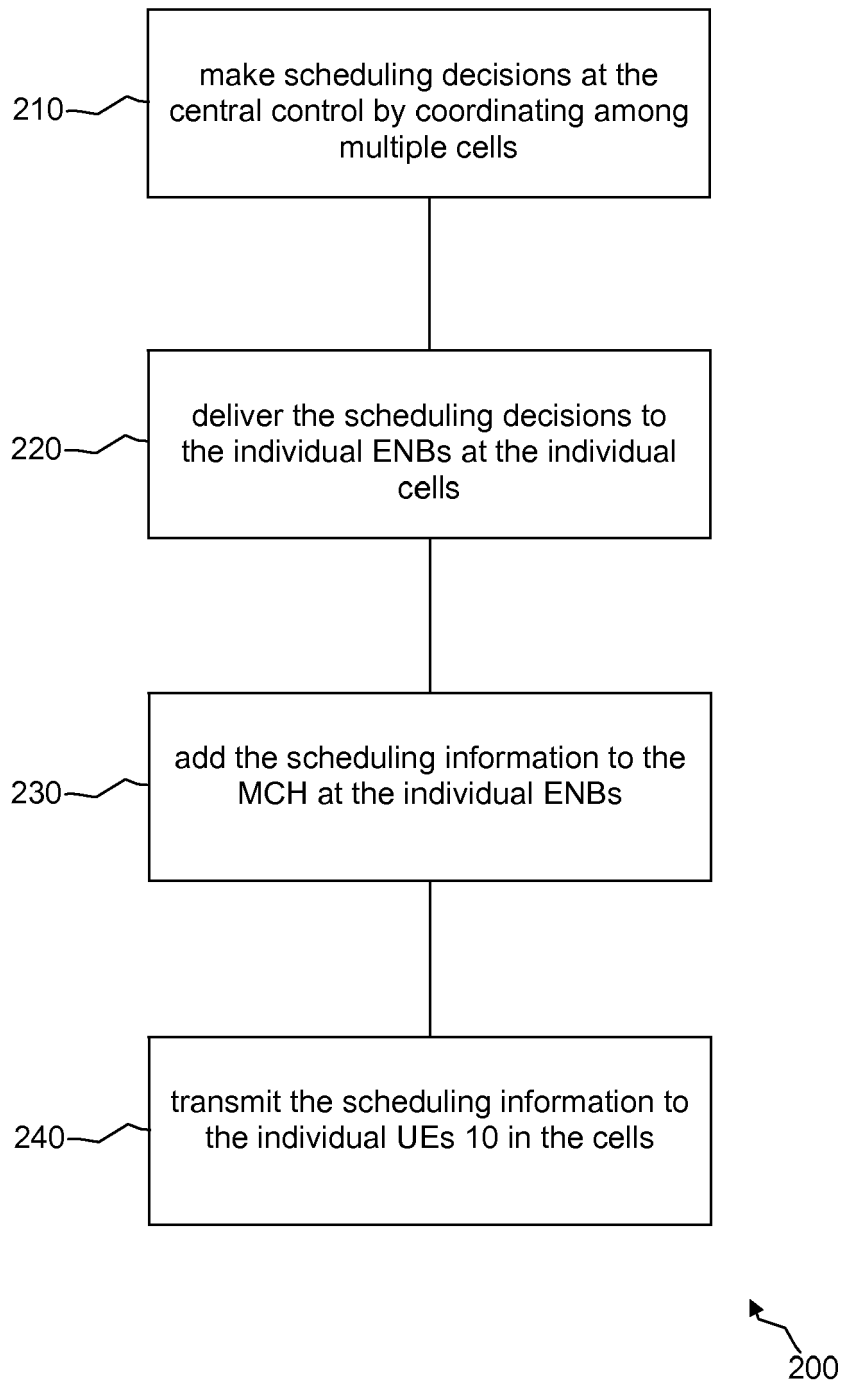 make scheduling decisions at the
central control by coordinating among
multiple cells
210
deliver the scheduling decisions to
the individual ENBs at the individual
cells
220
add the scheduling information to the
MCH at the individual ENBs
230
transmit the scheduling information to
the individual UEs 10 in the cells
240
200